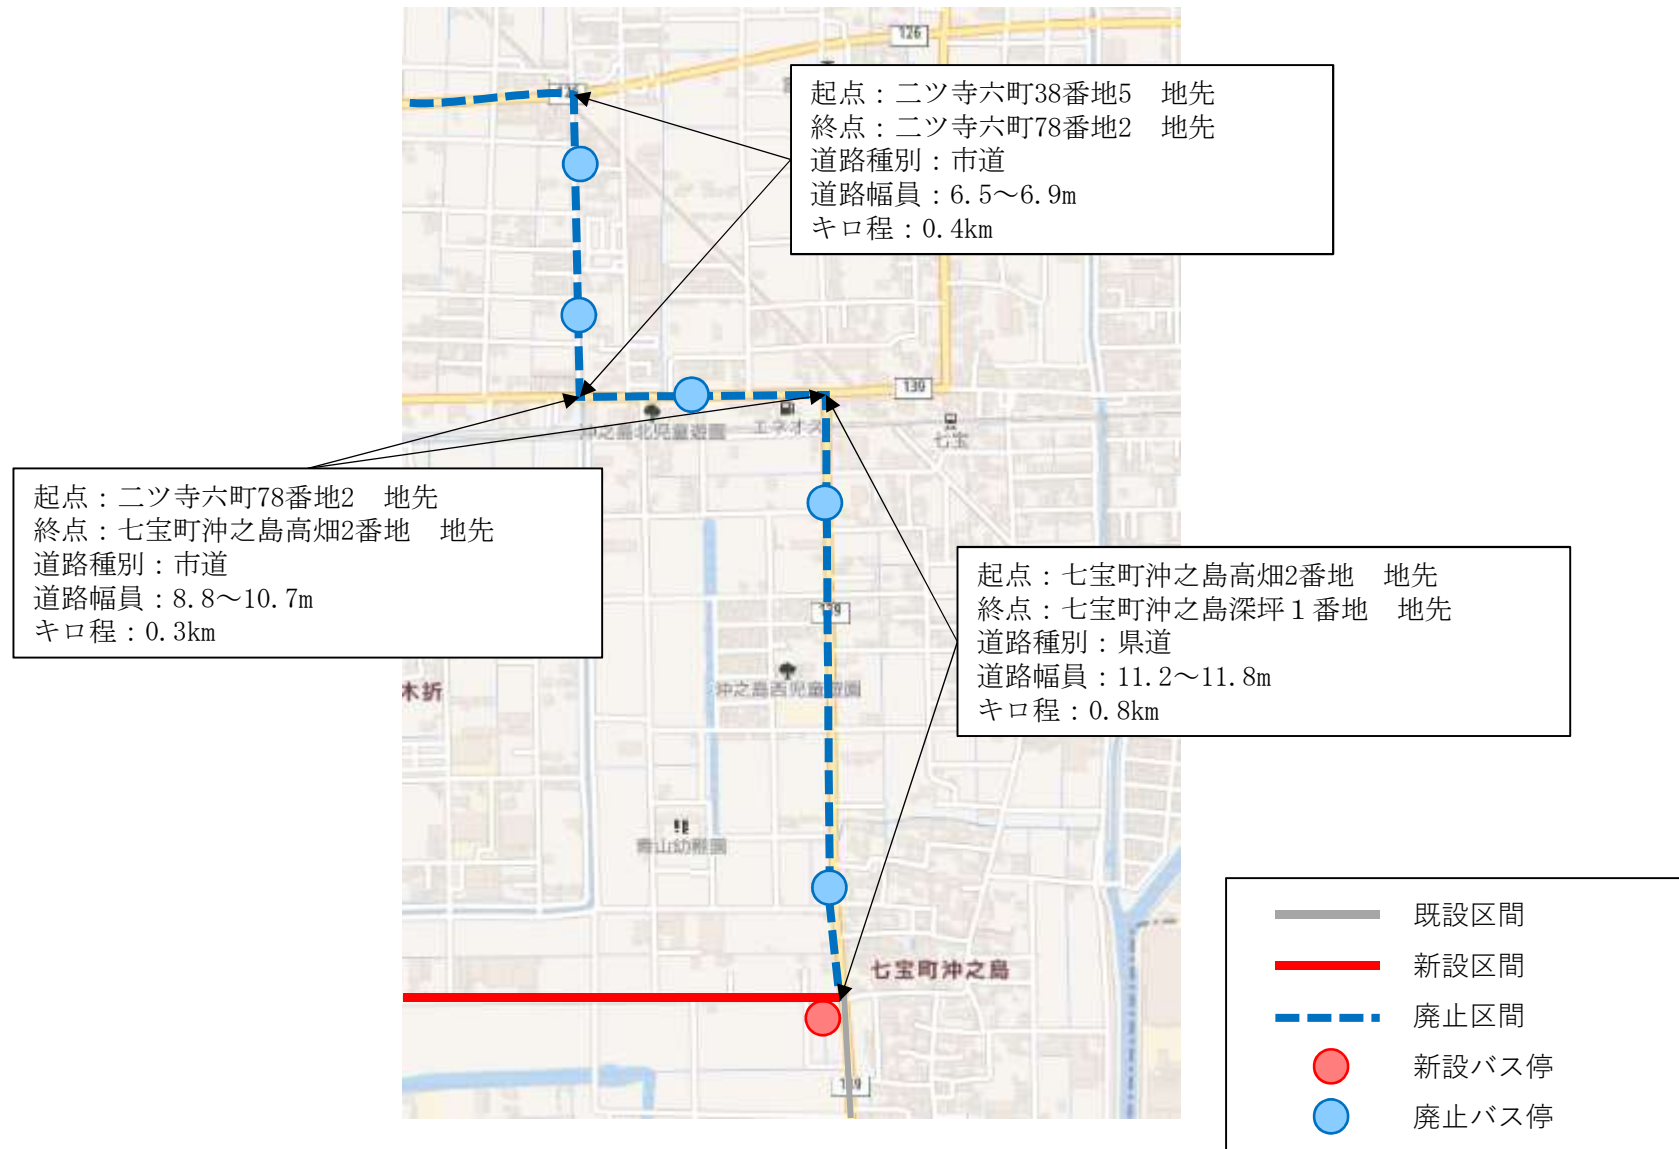 126
起点：二ツ寺六町38番地5　地先
終点：二ツ寺六町78番地2　地先
道路種別：市道
道路幅員：6.5～6.9m
キロ程：0.4km
139
沖之島北児童遊園
エネオス
七宝
起点：二ツ寺六町78番地2　地先
終点：七宝町沖之島高畑2番地　地先
道路種別：市道
道路幅員：8.8～10.7m
キロ程：0.3km
起点：七宝町沖之島高畑2番地　地先
終点：七宝町沖之島深坪１番地　地先
道路種別：県道
道路幅員：11.2～11.8m
キロ程：0.8km
沖之島西児童遊園
木折
青山幼稚園
七宝町沖之島
既設区間
新設区間
廃止区間
新設バス停
廃止バス停